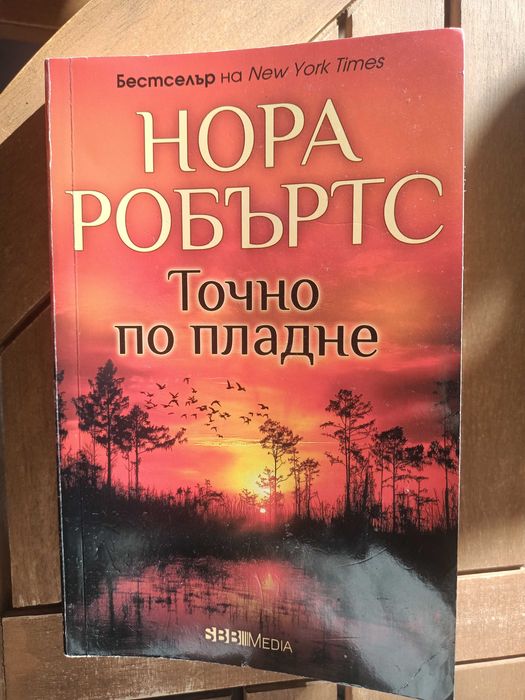 Бестселър на New York Times
НОРА
РОБЪРТС
Точно
по пладне
SBB MEDIA